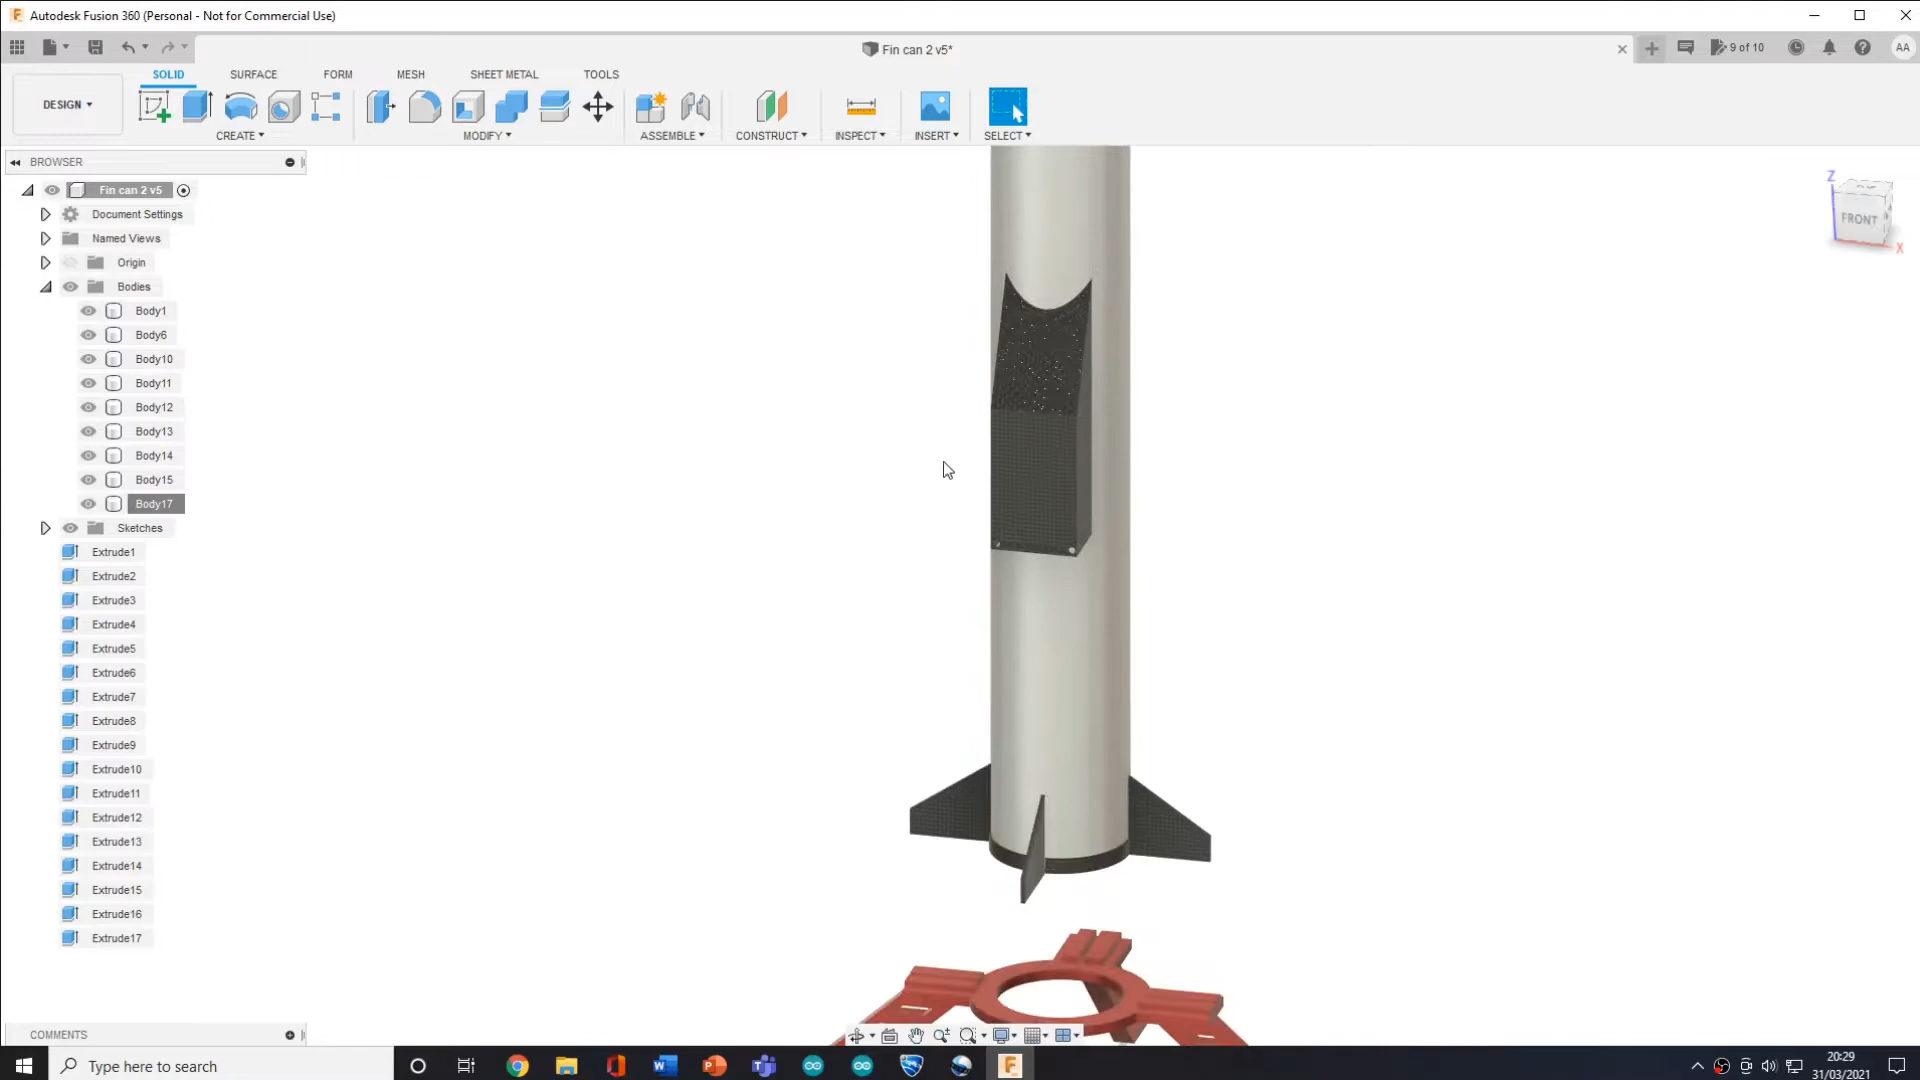 Autodesk Fusion 360 (Personal - Not for Commercial Use)
Fin can 2 v5*
9 of 10
AA
SOLID SURFACE FORM MESH SHEET METAL TOOLS
DESIGN
CREATE MODIFY ASSEMBLE CONSTRUCT INSPECT INSERT SELECT
BROWSER
Fin can 2 v5
Document Settings
Named Views
Origin
Bodies
Body1
Body6
Body10
Body11
Body12
Body13
Body14
Body15
Body17
Sketches
Extrude1
Extrude2
Extrude3
Extrude4
Extrude5
Extrude6
Extrude7
Extrude8
Extrude9
Extrude10
Extrude11
Extrude12
Extrude13
Extrude14
Extrude15
Extrude16
Extrude17
Z
FRONT
X
COMMENTS
Type here to search
20:29
31/03/2021